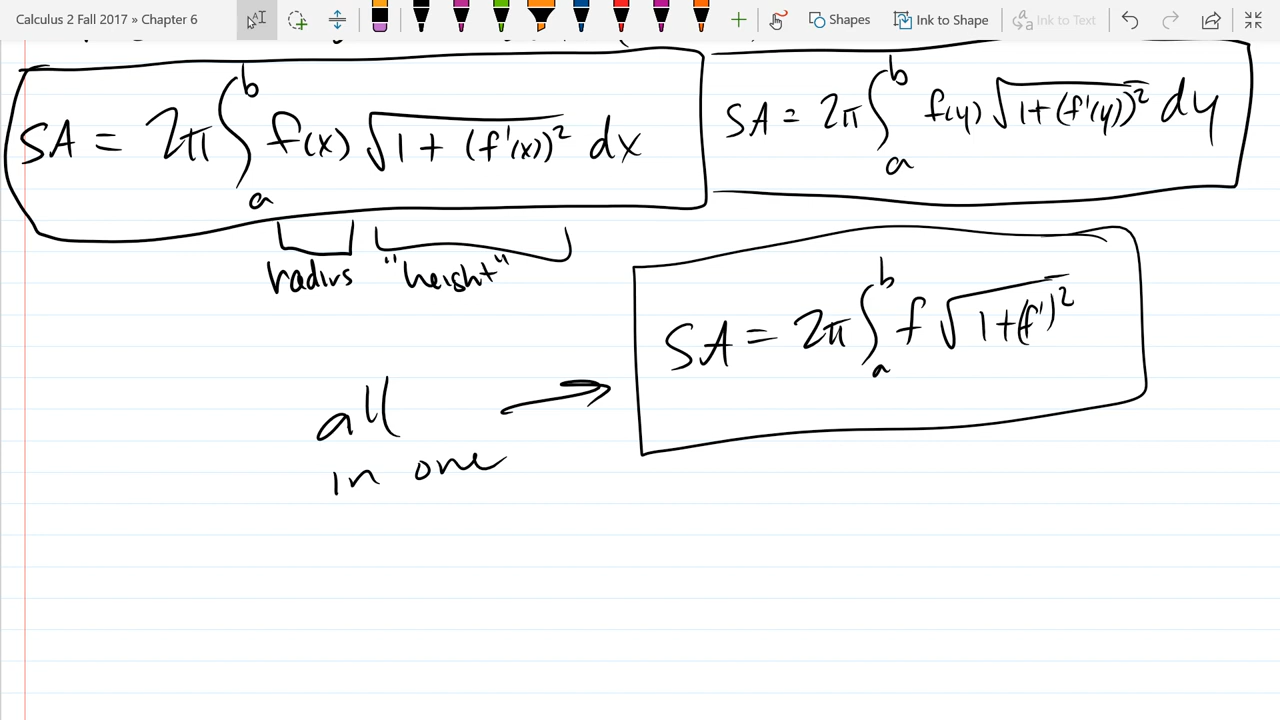 Calculus 2 Fall 2017 » Chapter 6
Shapes
Ink to Shape
Ink to Text
SA = 2π ∫_a^b f(x) √(1 + (f'(x))²) dx
SA = 2π ∫_a^b f(y) √(1+(f'(y))²) dy
radius "height"
SA = 2π ∫_a^b f √(1+(f')²)
all
in one